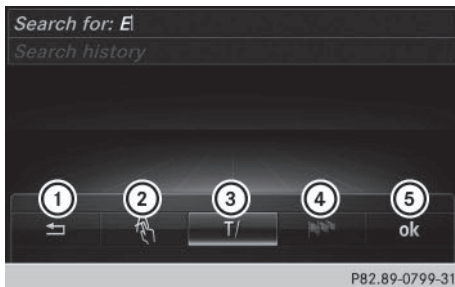 Search for: E
Search history
1 2 3 4 5
T/ ok
P82.89-0799-31